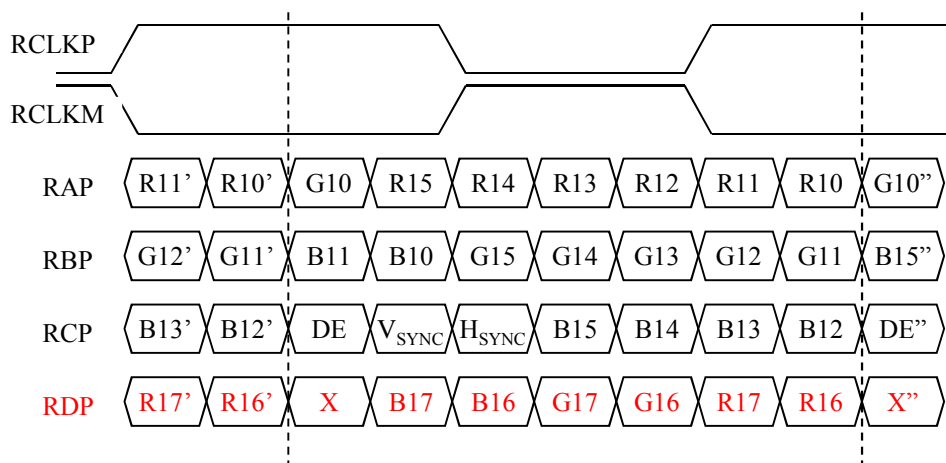 RCLKP
RCLKM
RAP R11’ R10’ G10 R15 R14 R13 R12 R11 R10 G10”
RBP G12’ G11’ B11 B10 G15 G14 G13 G12 G11 B15”
RCP B13’ B12’ DE VSYNC HSYNC B15 B14 B13 B12 DE”
RDP R17’ R16’ X B17 B16 G17 G16 R17 R16 X”